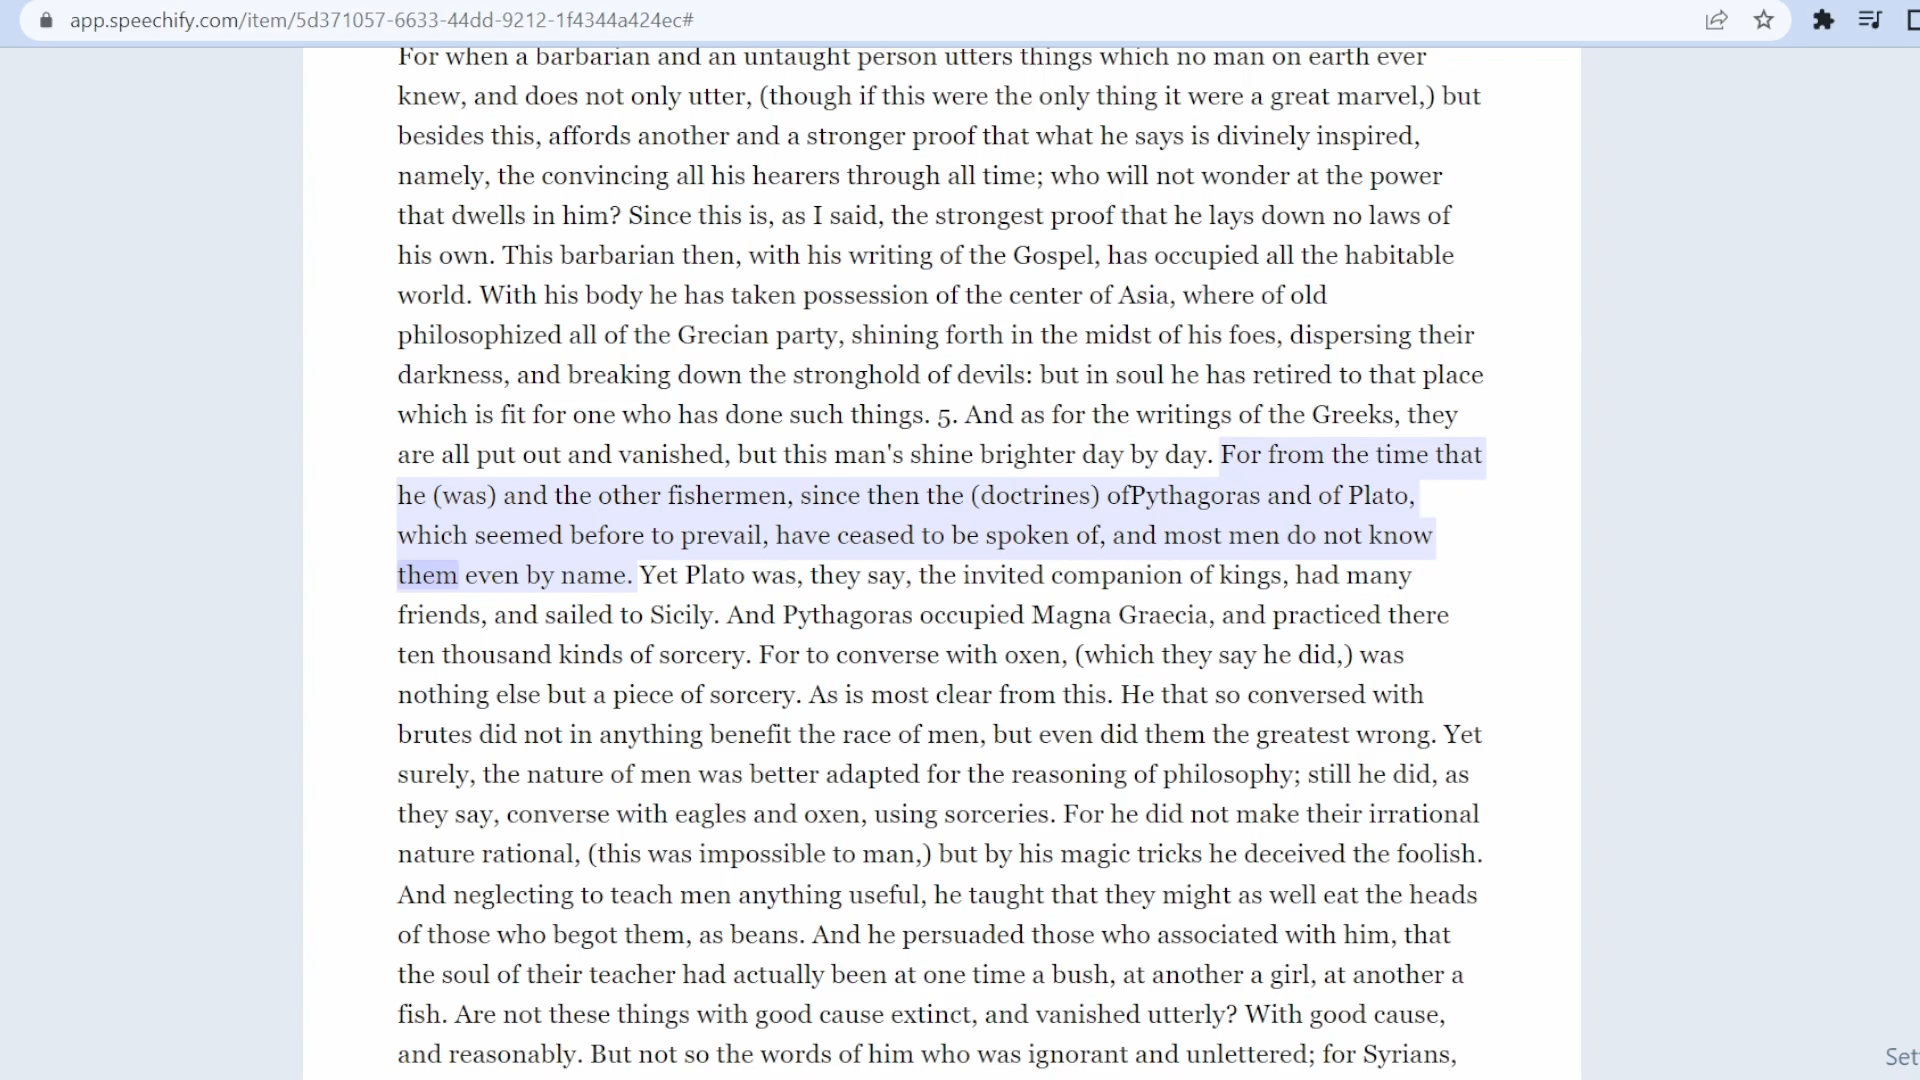 app.speechify.com/item/5d371057-6633-44dd-9212-1f4344a424ec#
For when a barbarian and an untaught person utters things which no man on earth ever
knew, and does not only utter, (though if this were the only thing it were a great marvel,) but
besides this, affords another and a stronger proof that what he says is divinely inspired,
namely, the convincing all his hearers through all time; who will not wonder at the power
that dwells in him? Since this is, as I said, the strongest proof that he lays down no laws of
his own. This barbarian then, with his writing of the Gospel, has occupied all the habitable
world. With his body he has taken possession of the center of Asia, where of old
philosophized all of the Grecian party, shining forth in the midst of his foes, dispersing their
darkness, and breaking down the stronghold of devils: but in soul he has retired to that place
which is fit for one who has done such things. 5. And as for the writings of the Greeks, they
are all put out and vanished, but this man's shine brighter day by day. For from the time that
he (was) and the other fishermen, since then the (doctrines) ofPythagoras and of Plato,
which seemed before to prevail, have ceased to be spoken of, and most men do not know
them even by name. Yet Plato was, they say, the invited companion of kings, had many
friends, and sailed to Sicily. And Pythagoras occupied Magna Graecia, and practiced there
ten thousand kinds of sorcery. For to converse with oxen, (which they say he did,) was
nothing else but a piece of sorcery. As is most clear from this. He that so conversed with
brutes did not in anything benefit the race of men, but even did them the greatest wrong. Yet
surely, the nature of men was better adapted for the reasoning of philosophy; still he did, as
they say, converse with eagles and oxen, using sorceries. For he did not make their irrational
nature rational, (this was impossible to man,) but by his magic tricks he deceived the foolish.
And neglecting to teach men anything useful, he taught that they might as well eat the heads
of those who begot them, as beans. And he persuaded those who associated with him, that
the soul of their teacher had actually been at one time a bush, at another a girl, at another a
fish. Are not these things with good cause extinct, and vanished utterly? With good cause,
and reasonably. But not so the words of him who was ignorant and unlettered; for Syrians,
Set